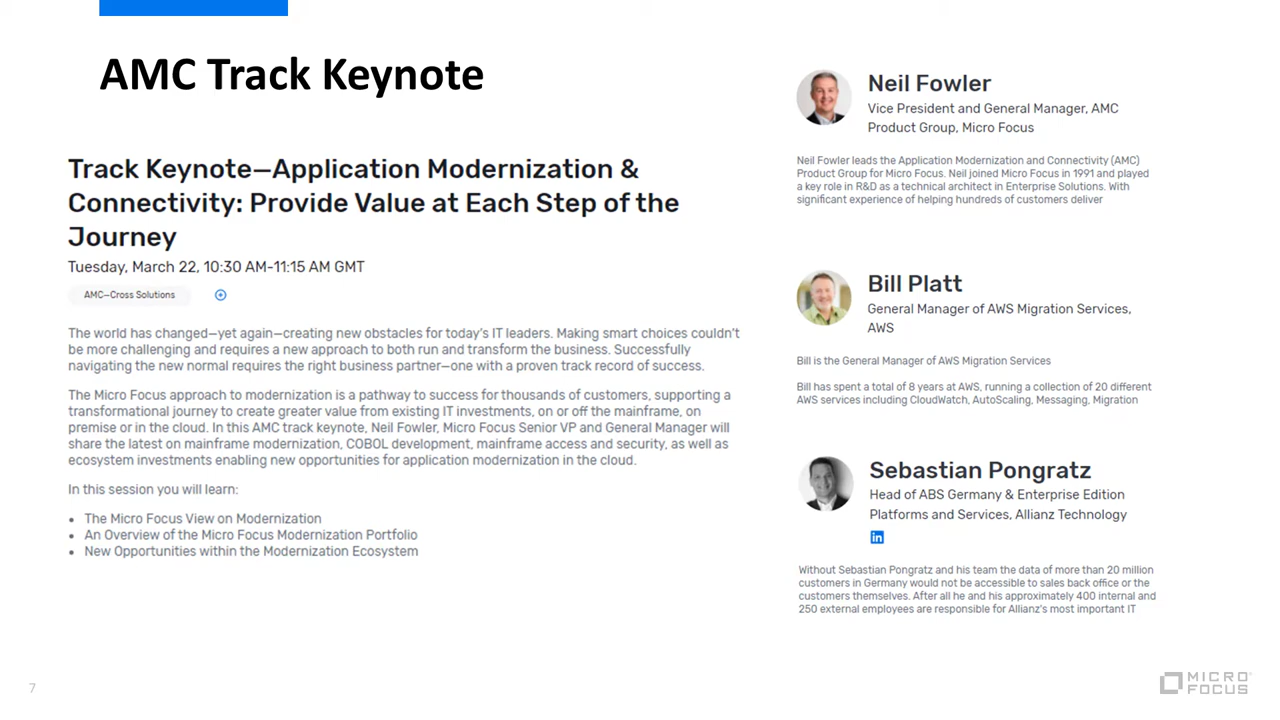 AMC Track Keynote
Track Keynote—Application Modernization &
Connectivity: Provide Value at Each Step of the
Journey
Tuesday, March 22, 10:30 AM-11:15 AM GMT
AMC—Cross Solutions
The world has changed—yet again—creating new obstacles for today's IT leaders. Making smart choices couldn't
be more challenging and requires a new approach to both run and transform the business. Successfully
navigating the new normal requires the right business partner—one with a proven track record of success.
The Micro Focus approach to modernization is a pathway to success for thousands of customers, supporting a
transformational journey to create greater value from existing IT investments, on or off the mainframe, on
premise or in the cloud. In this AMC track keynote, Neil Fowler, Micro Focus Senior VP and General Manager will
share the latest on mainframe modernization, COBOL development, mainframe access and security, as well as
ecosystem investments enabling new opportunities for application modernization in the cloud.
In this session you will learn:
• The Micro Focus View on Modernization
• An Overview of the Micro Focus Modernization Portfolio
• New Opportunities within the Modernization Ecosystem
Neil Fowler
Vice President and General Manager, AMC
Product Group, Micro Focus
Neil Fowler leads the Application Modernization and Connectivity (AMC)
Product Group for Micro Focus. Neil joined Micro Focus in 1991 and played
a key role in R&D as a technical architect in Enterprise Solutions. With
significant experience of helping hundreds of customers deliver
Bill Platt
General Manager of AWS Migration Services,
AWS
Bill is the General Manager of AWS Migration Services
Bill has spent a total of 8 years at AWS, running a collection of 20 different
AWS services including CloudWatch, AutoScaling, Messaging, Migration
Sebastian Pongratz
Head of ABS Germany & Enterprise Edition
Platforms and Services, Allianz Technology
in
Without Sebastian Pongratz and his team the data of more than 20 million
customers in Germany would not be accessible to sales back office or the
customers themselves. After all he and his approximately 400 internal and
250 external employees are responsible for Allianz's most important IT
7
MICRO
FOCUS